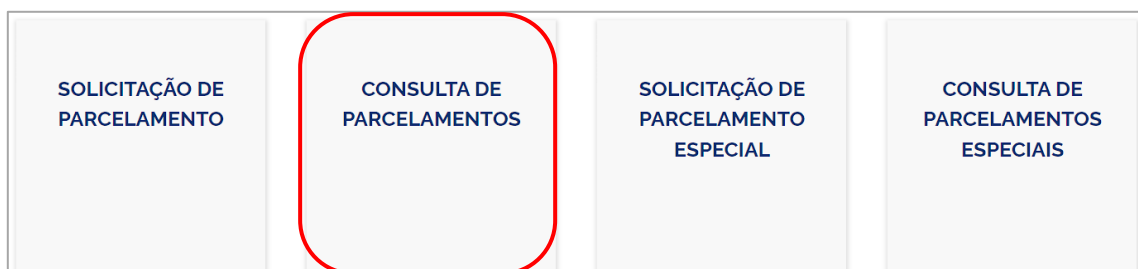 SOLICITAÇÃO DE
PARCELAMENTO
CONSULTA DE
PARCELAMENTOS
SOLICITAÇÃO DE
PARCELAMENTO
ESPECIAL
CONSULTA DE
PARCELAMENTOS
ESPECIAIS